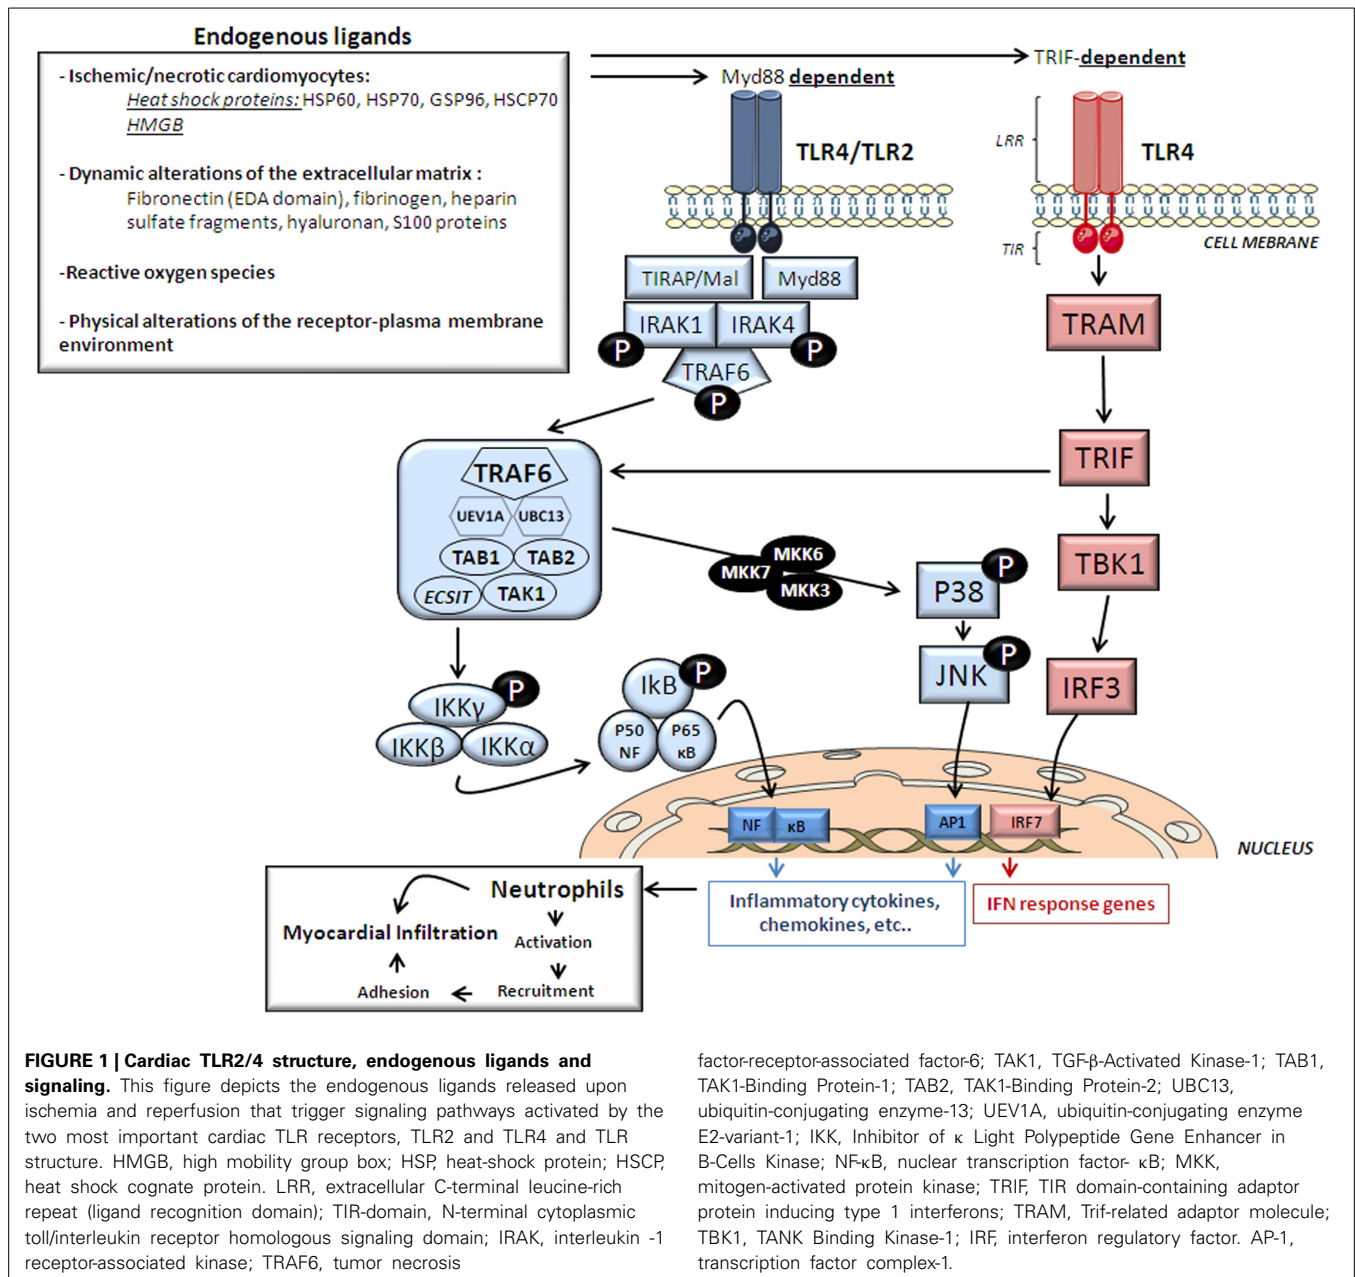 Endogenous ligands
- Ischemic/necrotic cardiomyocytes:
Heat shock proteins: HSP60, HSP70, GSP96, HSCP70
HMGB
- Dynamic alterations of the extracellular matrix :
Fibronectin (EDA domain), fibrinogen, heparin
sulfate fragments, hyaluronan, S100 proteins
-Reactive oxygen species
- Physical alterations of the receptor-plasma membrane
environment
Myd88 dependent
TRIF-dependent
LRR
TLR4/TLR2
TLR4
TIR
CELL MEBRANE
TIRAP/Mal
Myd88
IRAK1
IRAK4
P
P
TRAF6
P
TRAM
TRIF
TRAF6
UEV1A
UBC13
TAB1
TAB2
ECSIT
TAK1
MKK6
MKK7
MKK3
P38
P
TBK1
JNK
P
IRF3
IKKγ
P
IKKβ
IKKα
IkB
P
P50
NF
P65
κB
NF
κB
AP1
IRF7
NUCLEUS
Inflammatory cytokines,
chemokines, etc..
IFN response genes
Neutrophils
Myocardial Infiltration
Activation
Adhesion
Recruitment
FIGURE 1 | Cardiac TLR2/4 structure, endogenous ligands and
signaling. This figure depicts the endogenous ligands released upon
ischemia and reperfusion that trigger signaling pathways activated by the
two most important cardiac TLR receptors, TLR2 and TLR4 and TLR
structure. HMGB, high mobility group box; HSP, heat-shock protein; HSCP,
heat shock cognate protein. LRR, extracellular C-terminal leucine-rich
repeat (ligand recognition domain); TIR-domain, N-terminal cytoplasmic
toll/interleukin receptor homologous signaling domain; IRAK, interleukin -1
receptor-associated kinase; TRAF6, tumor necrosis
factor-receptor-associated factor-6; TAK1, TGF-β-Activated Kinase-1; TAB1,
TAK1-Binding Protein-1; TAB2, TAK1-Binding Protein-2; UBC13,
ubiquitin-conjugating enzyme-13; UEV1A, ubiquitin-conjugating enzyme
E2-variant-1; IKK, Inhibitor of κ Light Polypeptide Gene Enhancer in
B-Cells Kinase; NF-κB, nuclear transcription factor- κB; MKK,
mitogen-activated protein kinase; TRIF, TIR domain-containing adaptor
protein inducing type 1 interferons; TRAM, Trif-related adaptor molecule;
TBK1, TANK Binding Kinase-1; IRF, interferon regulatory factor. AP-1,
transcription factor complex-1.